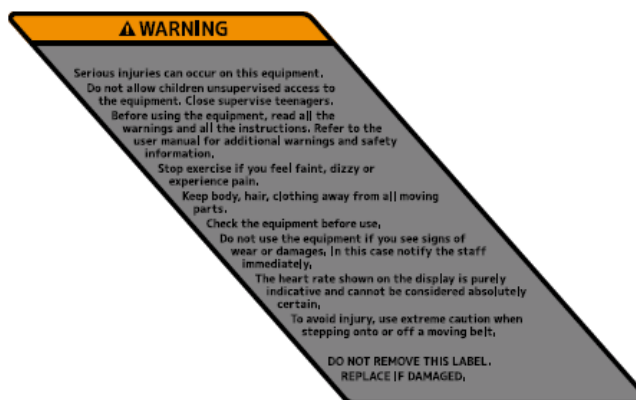 WARNING
Serious injuries can occur on this equipment.
Do not allow children unsupervised access to
the equipment. Close supervise teenagers.
Before using the equipment, read all the
warnings and all the instructions. Refer to the
user manual for additional warnings and safety
information.
Stop exercise if you feel faint, dizzy or
experience pain.
Keep body, hair, clothing away from all moving
parts.
Check the equipment before use.
Do not use the equipment if you see signs of
wear or damages. In this case notify the staff
immediately.
The heart rate shown on the display is purely
indicative and cannot be considered absolutely
certain.
To avoid injury, use extreme caution when
stepping onto or off a moving belt.
DO NOT REMOVE THIS LABEL.
REPLACE IF DAMAGED.